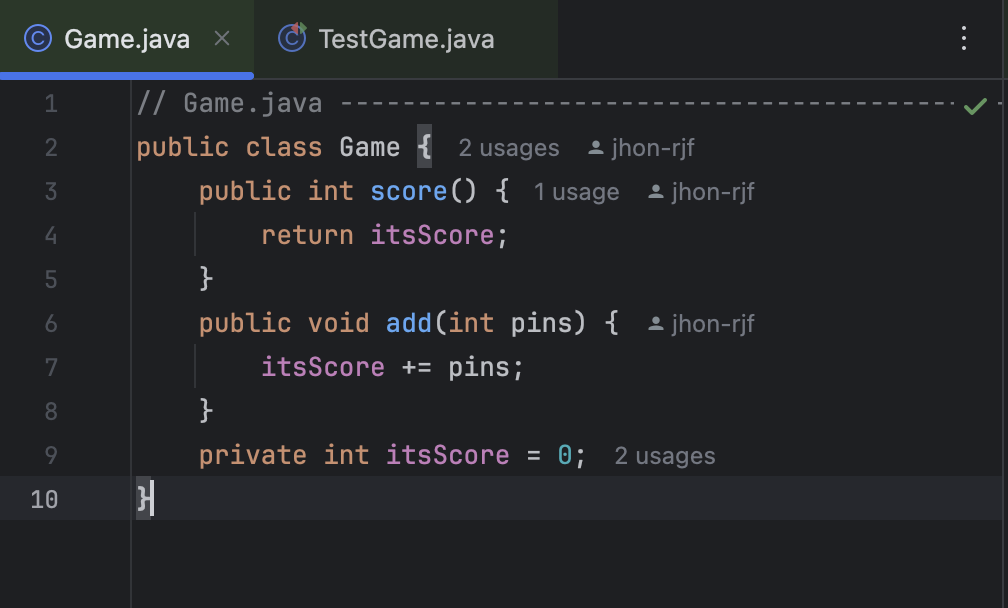 Game.java TestGame.java
1 // Game.java ----------------------------------------
2 public class Game { 2 usages jhon-rjf
3 public int score() { 1 usage jhon-rjf
4 return itsScore;
5 }
6 public void add(int pins) { jhon-rjf
7 itsScore += pins;
8 }
9 private int itsScore = 0; 2 usages
10 }